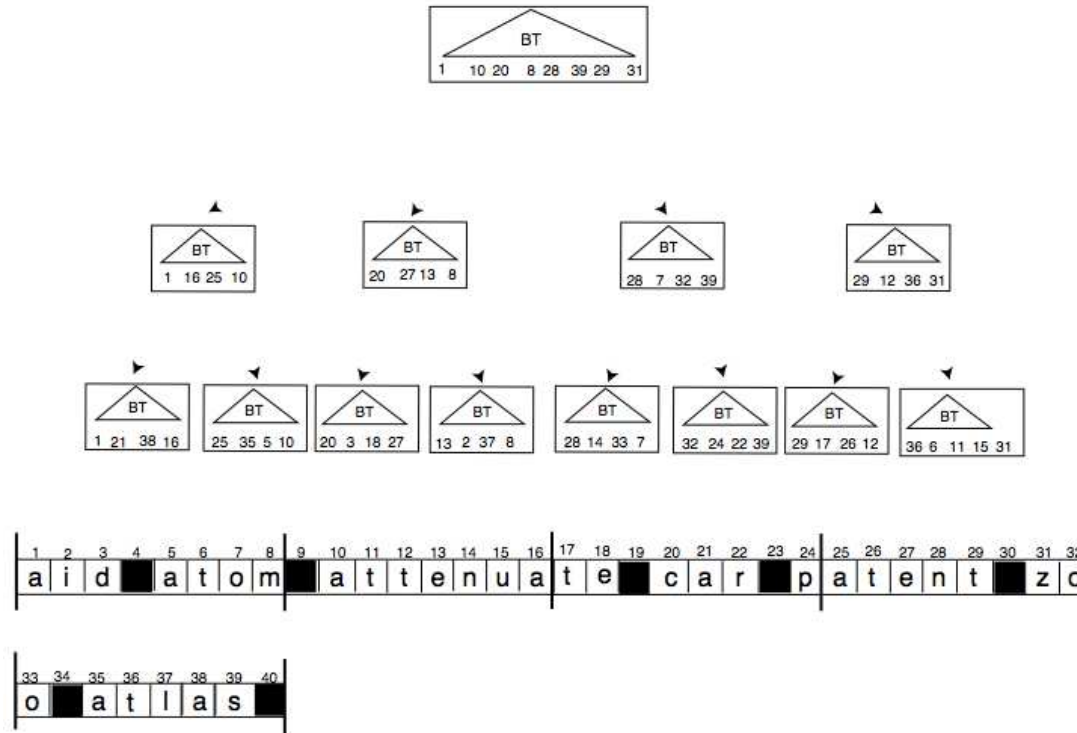 BT
1 10 20 8 28 39 29 31
BT BT BT BT
1 16 25 10 20 27 13 8 28 7 32 39 29 12 36 31
BT BT BT BT BT BT BT BT
1 21 38 16 25 35 5 10 20 3 18 27 13 2 37 8 28 14 33 7 32 24 22 39 29 17 26 12 36 6 11 15 31
1 2 3 4 5 6 7 8 9 10 11 12 13 14 15 16 17 18 19 20 21 22 23 24 25 26 27 28 29 30 31 32
a i d a t o m a t t e n u a t e c a r p a t e n t z o
33 34 35 36 37 38 39 40
o a t l a s